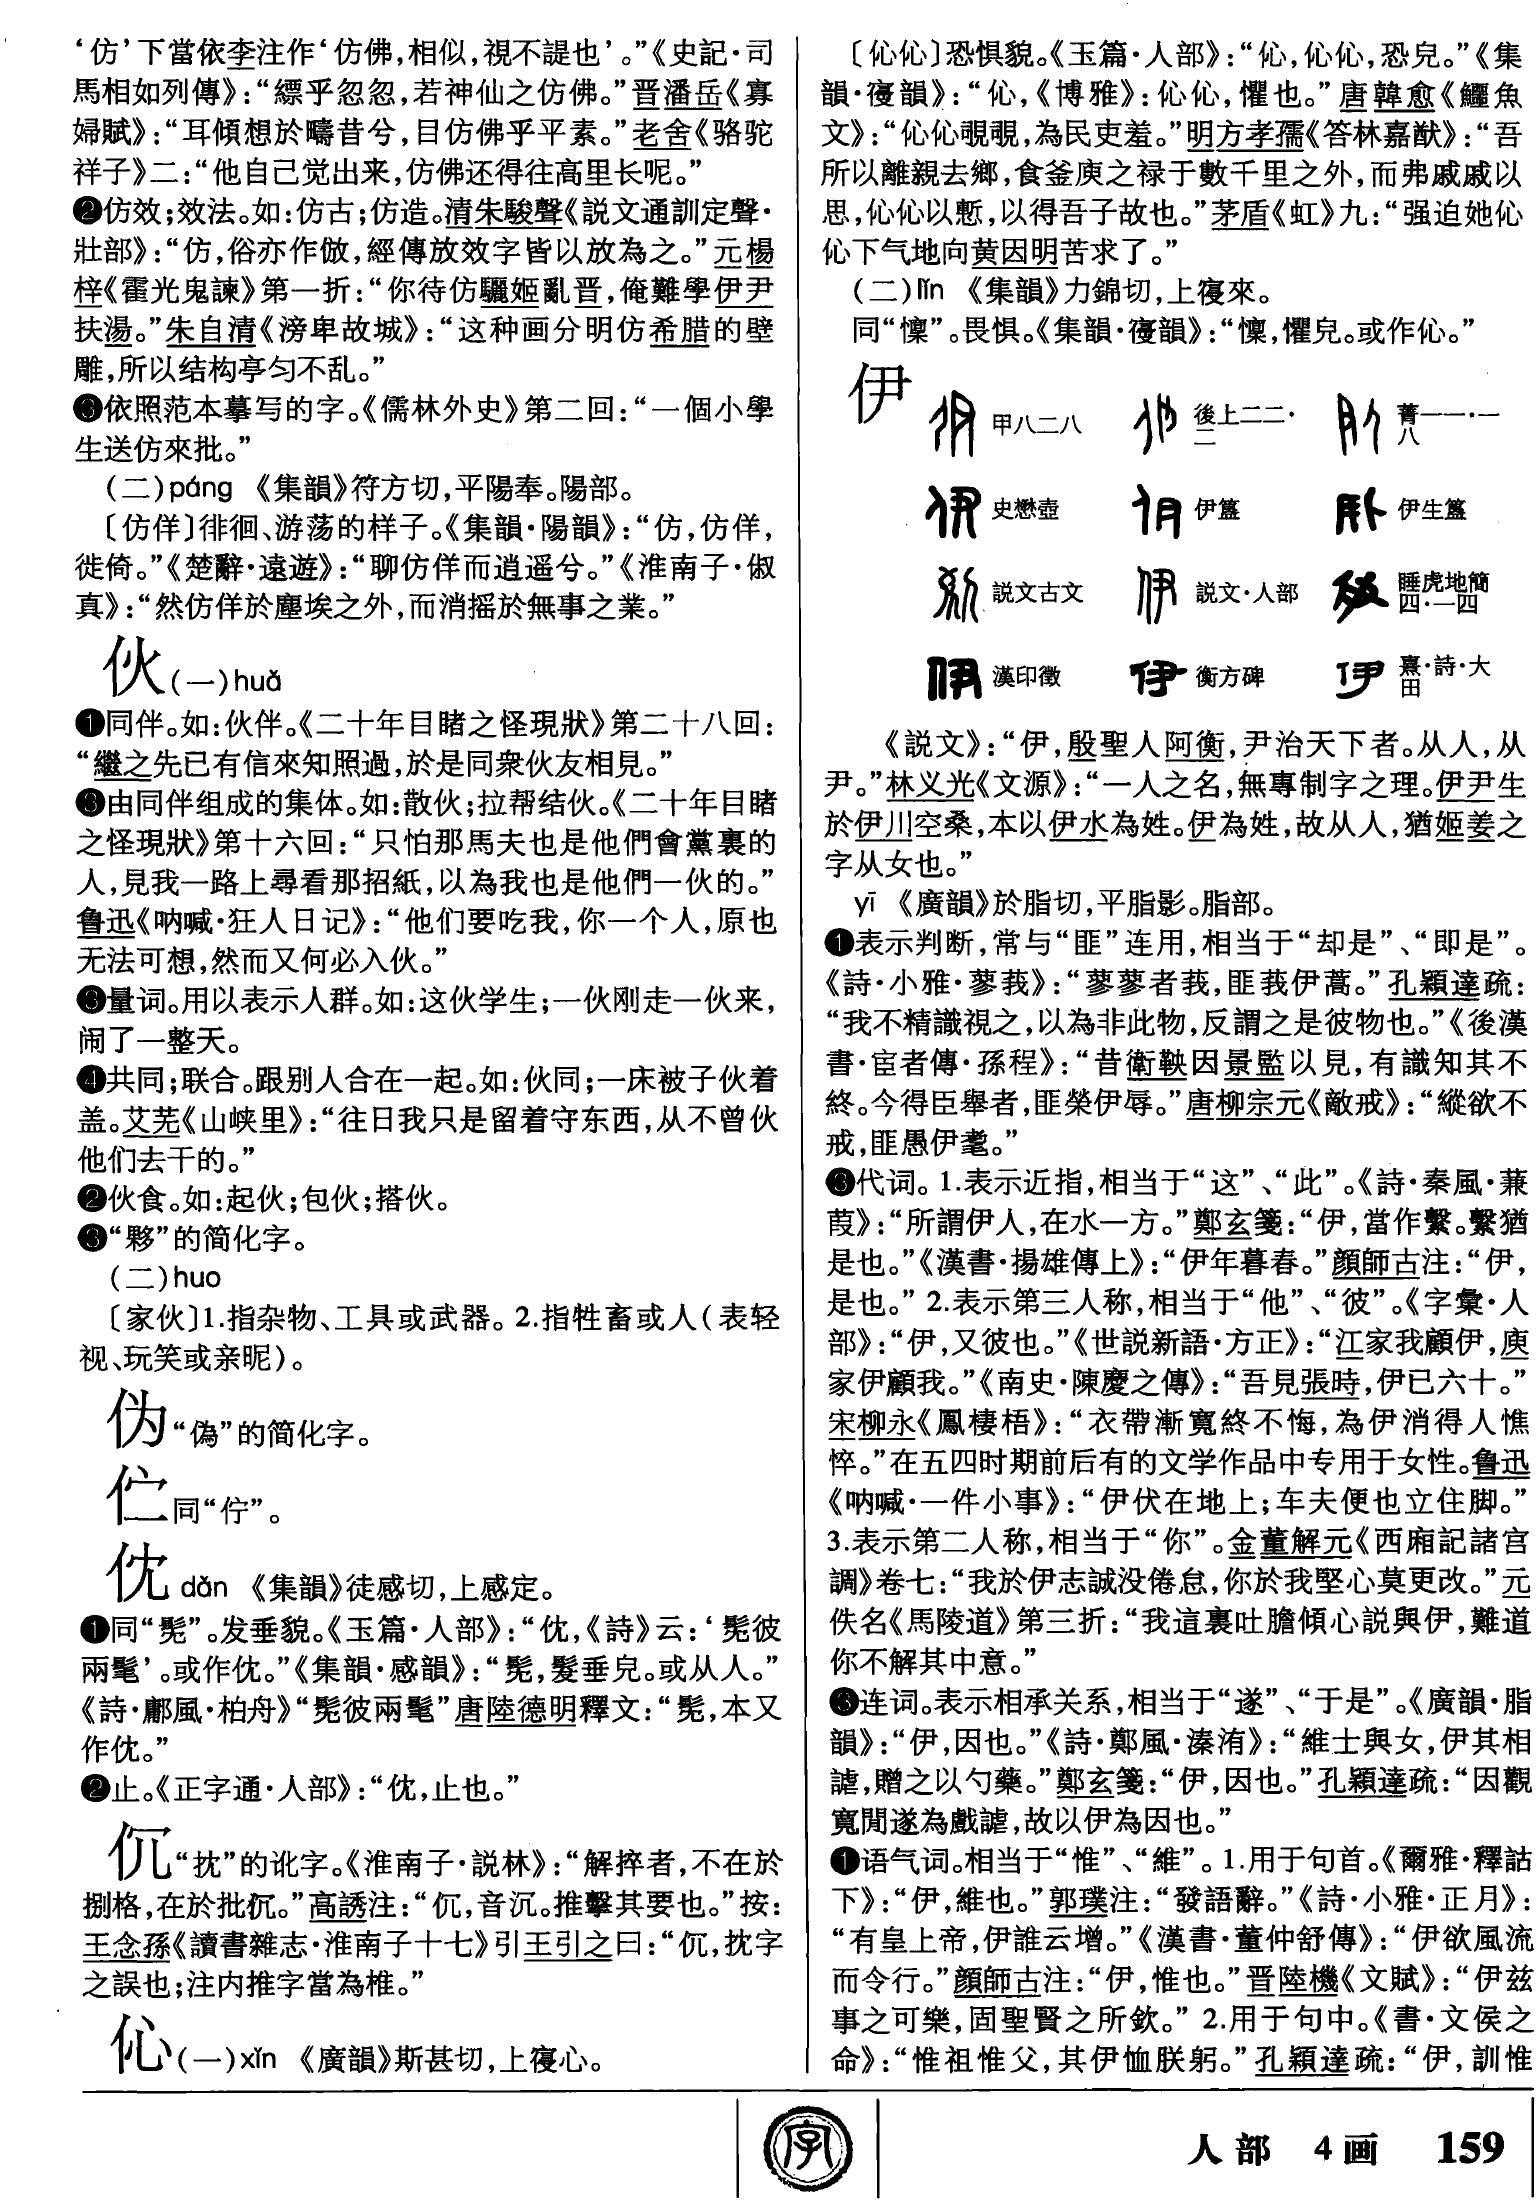 ‘仿’下當依李注作‘仿佛，相似，視不諟也’。”《史記·司
馬相如列傳》：“縹乎忽忽，若神仙之仿佛。”晋潘岳《寡
婦賦》：“耳傾想於疇昔兮，目仿佛乎平素。”老舍《骆驼
祥子》二：“他自己觉出来，仿佛还得往高里长呢。”
❷仿效；效法。如：仿古；仿造。清朱駿聲《説文通訓定聲·
壯部》：“仿，俗亦作倣，經傳放效字皆以放為之。”元楊
梓《霍光鬼諫》第一折：“你待仿驪姬亂晋，俺難學伊尹
扶湯。”朱自清《滂卑故城》：“这种画分明仿希腊的壁
雕，所以结构亭匀不乱。”
❸依照范本摹写的字。《儒林外史》第二回：“一個小學
生送仿來批。”
（二）páng 《集韻》符方切，平陽奉。陽部。
〔仿佯〕徘徊、游荡的样子。《集韻·陽韻》：“仿，仿佯，
徙倚。”《楚辭·遠遊》：“聊仿佯而逍遥兮。”《淮南子·俶
真》：“然仿佯於塵埃之外，而消摇於無事之業。”
伙（一）huǒ
❶同伴。如：伙伴。《二十年目睹之怪現狀》第二十八回：
“繼之先已有信來知照過，於是同衆伙友相見。”
❸由同伴组成的集体。如：散伙；拉帮结伙。《二十年目睹
之怪現狀》第十六回：“只怕那馬夫也是他們會黨裏的
人，見我一路上尋看那招紙，以為我也是他們一伙的。”
鲁迅《呐喊·狂人日记》：“他们要吃我，你一个人，原也
无法可想，然而又何必入伙。”
❸量词。用以表示人群。如：这伙学生；一伙刚走一伙来，
闹了一整天。
❹共同；联合。跟别人合在一起。如：伙同；一床被子伙着
盖。艾芜《山峡里》：“往日我只是留着守东西，从不曾伙
他们去干的。”
❷伙食。如：起伙；包伙；搭伙。
❸“夥”的简化字。
（二）huo
〔家伙〕1.指杂物、工具或武器。2.指牲畜或人（表轻
视、玩笑或亲昵）。
伪“偽”的简化字。
伫同“佇”。
㐤 dǎn 《集韻》徒感切，上感定。
❶同“髧”。发垂貌。《玉篇·人部》：“㐤，《詩》云：‘髧彼
兩髦’。或作㐤。”《集韻·感韻》：“髧，髮垂皃。或从人。”
《詩·鄘風·柏舟》“髧彼兩髦”唐陸德明釋文：“髧，本又
作㐤。”
❷止。《正字通·人部》：“㐤，止也。”
㐽“抌”的讹字。《淮南子·説林》：“解捽者，不在於
捌格，在於批㐽。”高誘注：“㐽，音沉。推擊其要也。”按：
王念孫《讀書雜志·淮南子十七》引王引之曰：“㐽，抌字
之誤也；注内推字當為椎。”
伈（一）xǐn 《廣韻》斯甚切，上寑心。
〔伈伈〕恐惧貌。《玉篇·人部》：“伈，伈伈，恐皃。”《集
韻·寑韻》：“伈，《博雅》：伈伈，懼也。”唐韓愈《鱷魚
文》：“伈伈覗覗，為民吏羞。”明方孝孺《答林嘉猷》：“吾
所以離親去鄉，食釜庾之禄于數千里之外，而弗戚戚以
思，伈伈以慙，以得吾子故也。”茅盾《虹》九：“强迫她伈
伈下气地向黄因明苦求了。”
（二）lǐn 《集韻》力錦切，上寑來。
同“懍”。畏惧。《集韻·寑韻》：“懍，懼皃。或作伈。”
伊 甲八二八 後上二二·二 菁一一·一八
史懋壺 伊簋 伊生簋
説文古文 説文·人部 睡虎地簡四·一四
漢印徵 衡方碑 熹·詩·大田
《説文》：“伊，殷聖人阿衡，尹治天下者。从人，从
尹。”林义光《文源》：“一人之名，無專制字之理。伊尹生
於伊川空桑，本以伊水為姓。伊為姓，故从人，猶姬姜之
字从女也。”
yī 《廣韻》於脂切，平脂影。脂部。
❶表示判断，常与“匪”连用，相当于“却是”、“即是”。
《詩·小雅·蓼莪》：“蓼蓼者莪，匪莪伊蒿。”孔穎達疏：
“我不精識視之，以為非此物，反謂之是彼物也。”《後漢
書·宦者傳·孫程》：“昔衛鞅因景監以見，有識知其不
終。今得臣舉者，匪榮伊辱。”唐柳宗元《敵戒》：“縱欲不
戒，匪愚伊耄。”
❸代词。1.表示近指，相当于“这”、“此”。《詩·秦風·蒹
葭》：“所謂伊人，在水一方。”鄭玄箋：“伊，當作繄。繄猶
是也。”《漢書·揚雄傳上》：“伊年暮春。”顔師古注：“伊，
是也。”2.表示第三人称，相当于“他”、“彼”。《字彙·人
部》：“伊，又彼也。”《世説新語·方正》：“江家我顧伊，庾
家伊顧我。”《南史·陳慶之傳》：“吾見張時，伊已六十。”
宋柳永《鳳棲梧》：“衣帶漸寬終不悔，為伊消得人憔
悴。”在五四时期前后有的文学作品中专用于女性。鲁迅
《呐喊·一件小事》：“伊伏在地上；车夫便也立住脚。”
3.表示第二人称，相当于“你”。金董解元《西廂記諸宫
調》卷七：“我於伊志誠没倦怠，你於我堅心莫更改。”元
佚名《馬陵道》第三折：“我這裏吐膽傾心説與伊，難道
你不解其中意。”
❸连词。表示相承关系，相当于“遂”、“于是”。《廣韻·脂
韻》：“伊，因也。”《詩·鄭風·溱洧》：“維士與女，伊其相
謔，贈之以勺藥。”鄭玄箋：“伊，因也。”孔穎達疏：“因觀
寬閒遂為戲謔，故以伊為因也。”
❶语气词。相当于“惟”、“維”。1.用于句首。《爾雅·釋詁
下》：“伊，維也。”郭璞注：“發語辭。”《詩·小雅·正月》：
“有皇上帝，伊誰云增。”《漢書·董仲舒傳》：“伊欲風流
而令行。”顔師古注：“伊，惟也。”晋陸機《文賦》：“伊兹
事之可樂，固聖賢之所欽。”2.用于句中。《書·文侯之
命》：“惟祖惟父，其伊恤朕躬。”孔穎達疏：“伊，訓惟
字
人部 4画 159